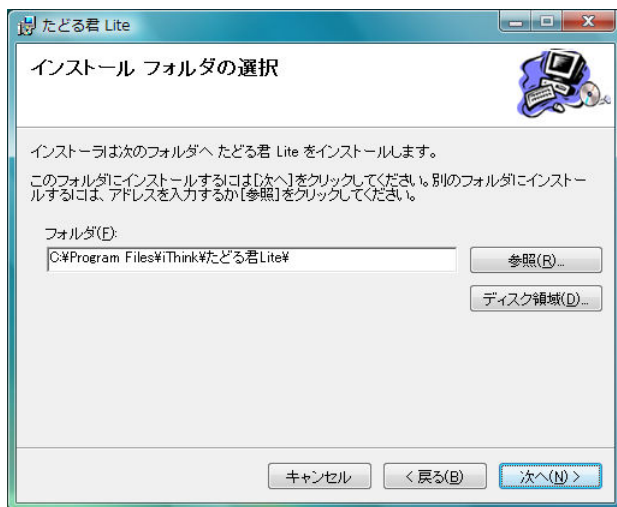 たどる君 Lite
インストール フォルダの選択
インストーラは次のフォルダへ たどる君 Lite をインストールします。
このフォルダにインストールするには[次へ]をクリックしてください。別のフォルダにインストー
ルするには、アドレスを入力するか[参照]をクリックしてください。
フォルダ(F):
C:¥Program Files¥iThink¥たどる君Lite¥
参照(R)...
ディスク領域(D)...
キャンセル
< 戻る(B)
次へ(N) >